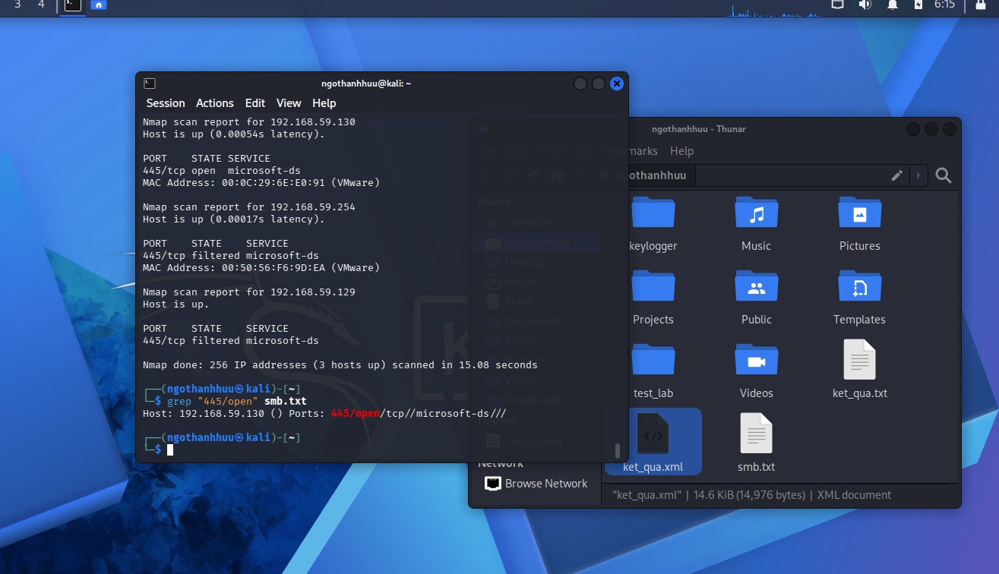 3 4 6:15
ngothanhhuu@kali: ~
Session Actions Edit View Help
Nmap scan report for 192.168.59.130
Host is up (0.00054s latency).
PORT    STATE SERVICE
445/tcp open  microsoft-ds
MAC Address: 00:0C:29:6E:E0:91 (VMware)
Nmap scan report for 192.168.59.254
Host is up (0.00017s latency).
PORT    STATE    SERVICE
445/tcp filtered microsoft-ds
MAC Address: 00:50:56:F6:9D:EA (VMware)
Nmap scan report for 192.168.59.129
Host is up.
PORT    STATE    SERVICE
445/tcp filtered microsoft-ds
Nmap done: 256 IP addresses (3 hosts up) scanned in 15.08 seconds
┌──(ngothanhhuu㉿kali)-[~]
└─$ grep "445/open" smb.txt
Host: 192.168.59.130 () Ports: 445/open/tcp//microsoft-ds///
┌──(ngothanhhuu㉿kali)-[~]
└─$
ngothanhhuu - Thunar
File Edit View Go Bookmarks Help
ngothanhhuu
Places
Computer
ngothanhhuu
Desktop
Recent
Trash
Documents
Music
Pictures
Videos
Downloads
Devices
File System
Network
Browse Network
keylogger
Music
Pictures
Projects
Public
Templates
test_lab
Videos
ket_qua.txt
ket_qua.xml
smb.txt
"ket_qua.xml" | 14.6 KiB (14,976 bytes) | XML document